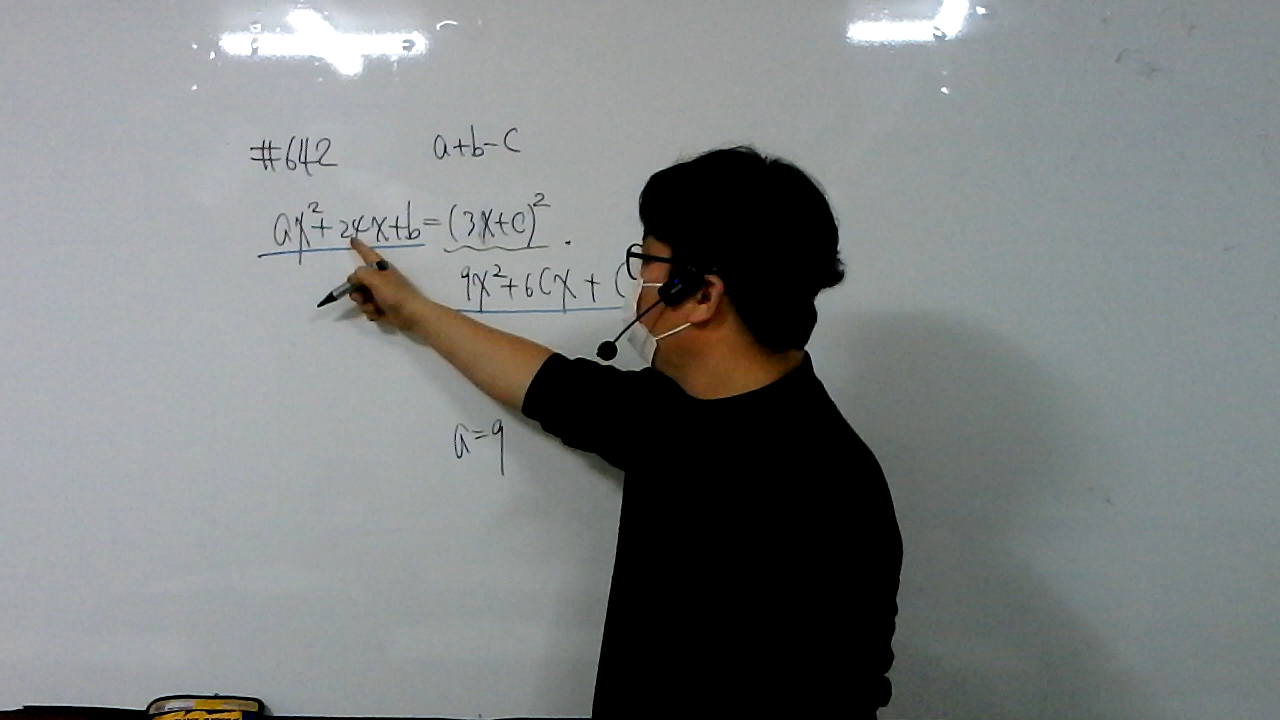 #642 a+b-c
ax²+24x+b=(3x+c)².
9x²+6cx+c
a=9